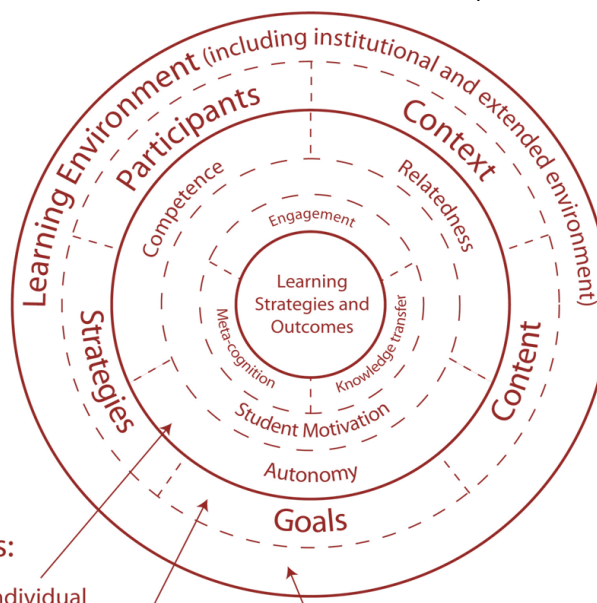 Learning Environment (including institutional and extended environment)
Participants
Context
Competence
Relatedness
Engagement
Learning
Strategies and
Outcomes
Meta-cognition
Knowledge transfer
Strategies
Content
Student Motivation
Autonomy
Goals
s:
ndividual